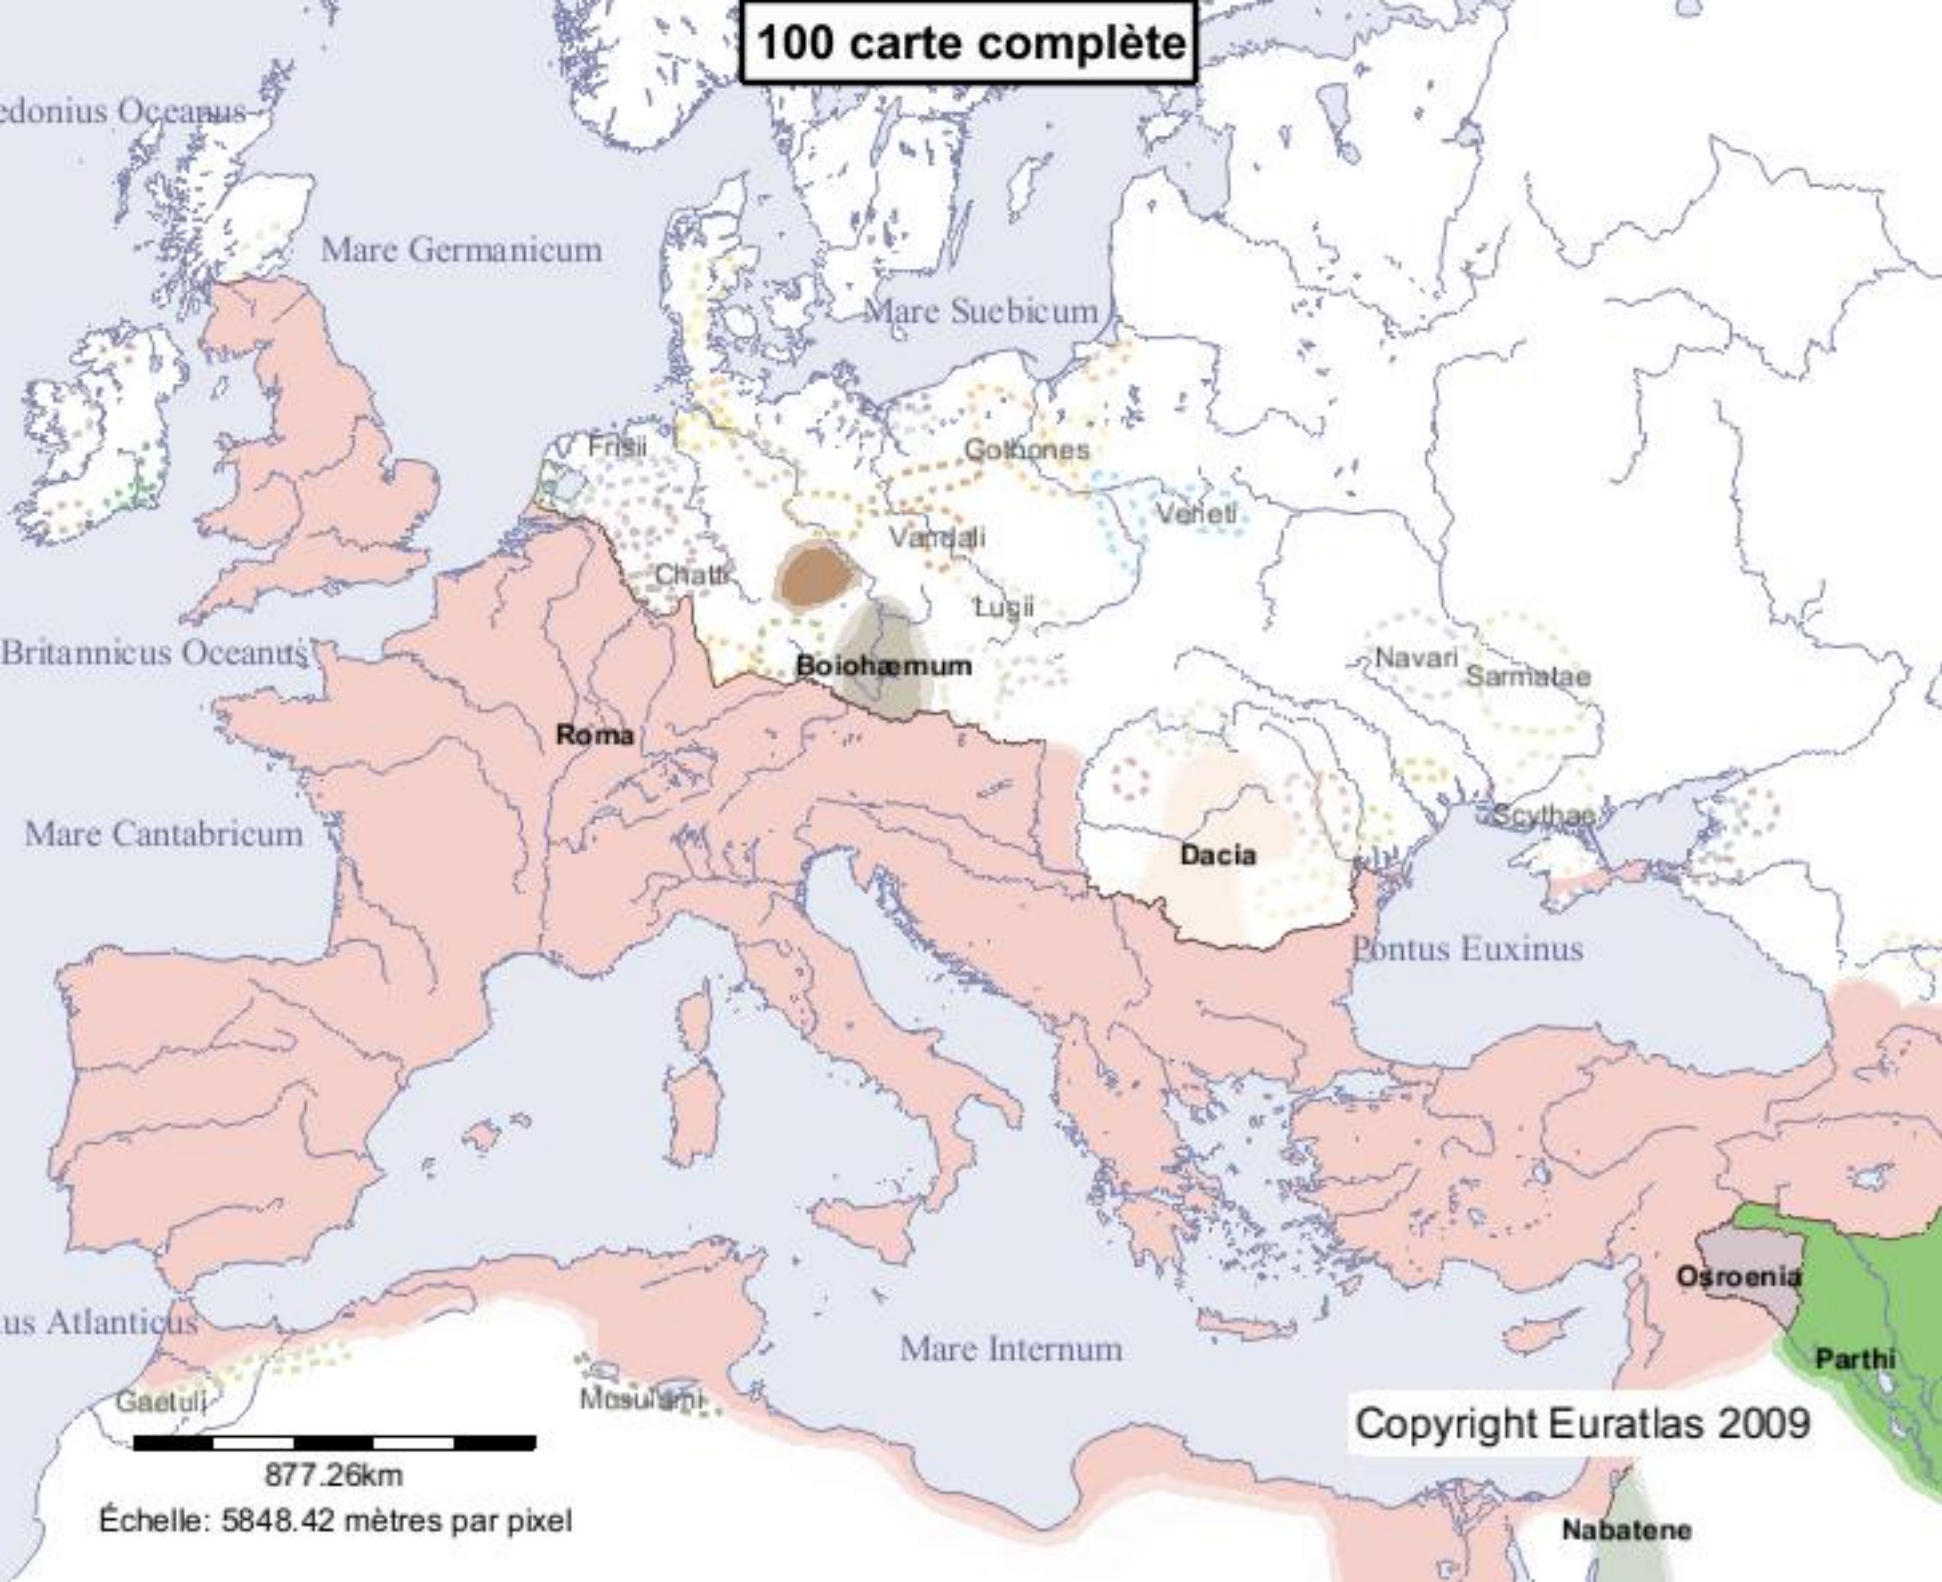 100 carte complète
edonius Oceanus
Mare Germanicum
Mare Suebicum
Frisii
Gothones
Veneti
Vandali
Chatti
Lugii
Britannicus Oceanus
Boiohæmum
Navari
Sarmatae
Roma
Scythae
Mare Cantabricum
Dacia
Pontus Euxinus
Osroenia
us Atlanticus
Mare Internum
Parthi
Gaetuli
Musulami
Copyright Euratlas 2009
877.26km
Échelle: 5848.42 mètres par pixel
Nabatene